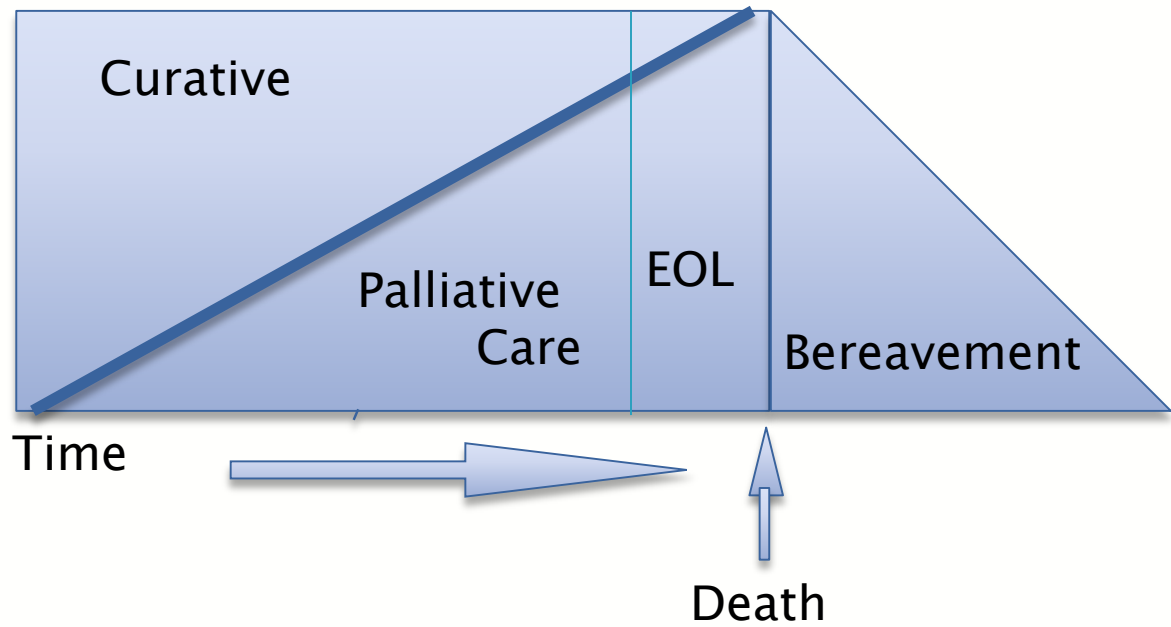 Curative
Palliative
Care
EOL
Bereavement
Time
Death